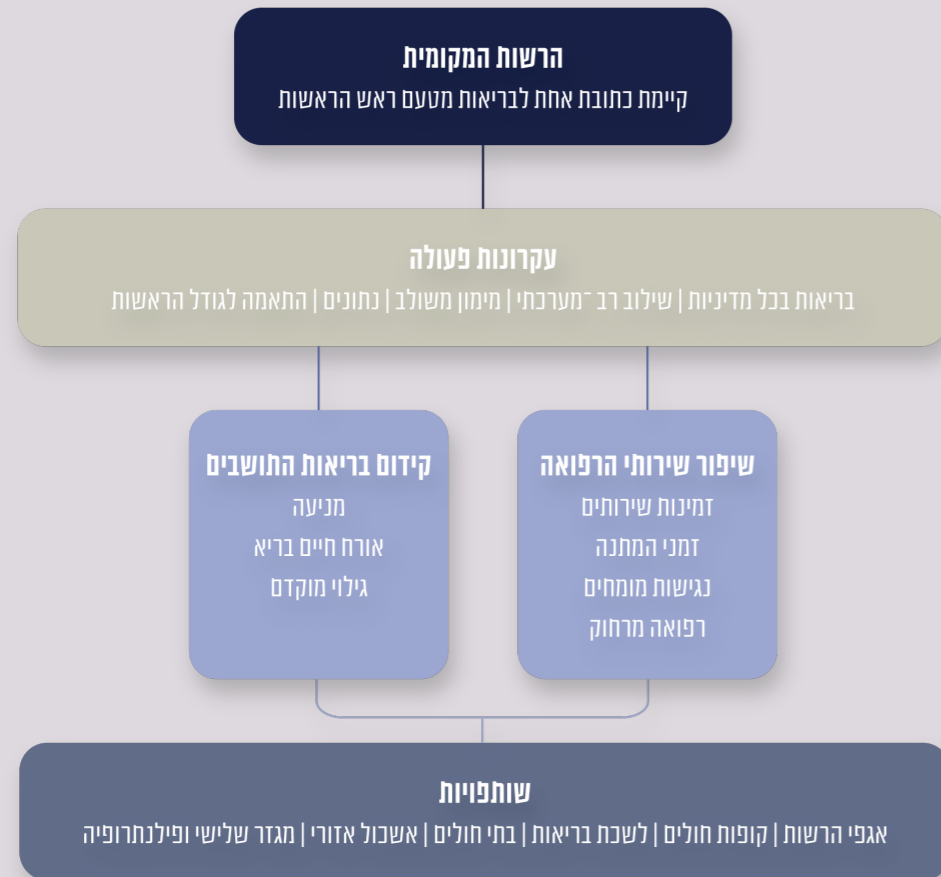 הרשות המקומית
קיימת כתובת אחת לבריאות מטעם ראש הראשות
עקרונות פעולה
בריאות בכל מדיניות | שילוב רב ־מערכתי | מימון משולב | נתונים | התאמה לגודל הראשות
שיפור שירותי הרפואה
זמינות שירותים
זמני המתנה
נגישות מומחים
רפואה מרחוק
קידום בריאות התושבים
מניעה
אורח חיים בריא
גילוי מוקדם
שותפויות
אגפי הרשות | קופות חולים | לשכת בריאות | בתי חולים | אשכול אזורי | מגזר שלישי ופילנתרופיה